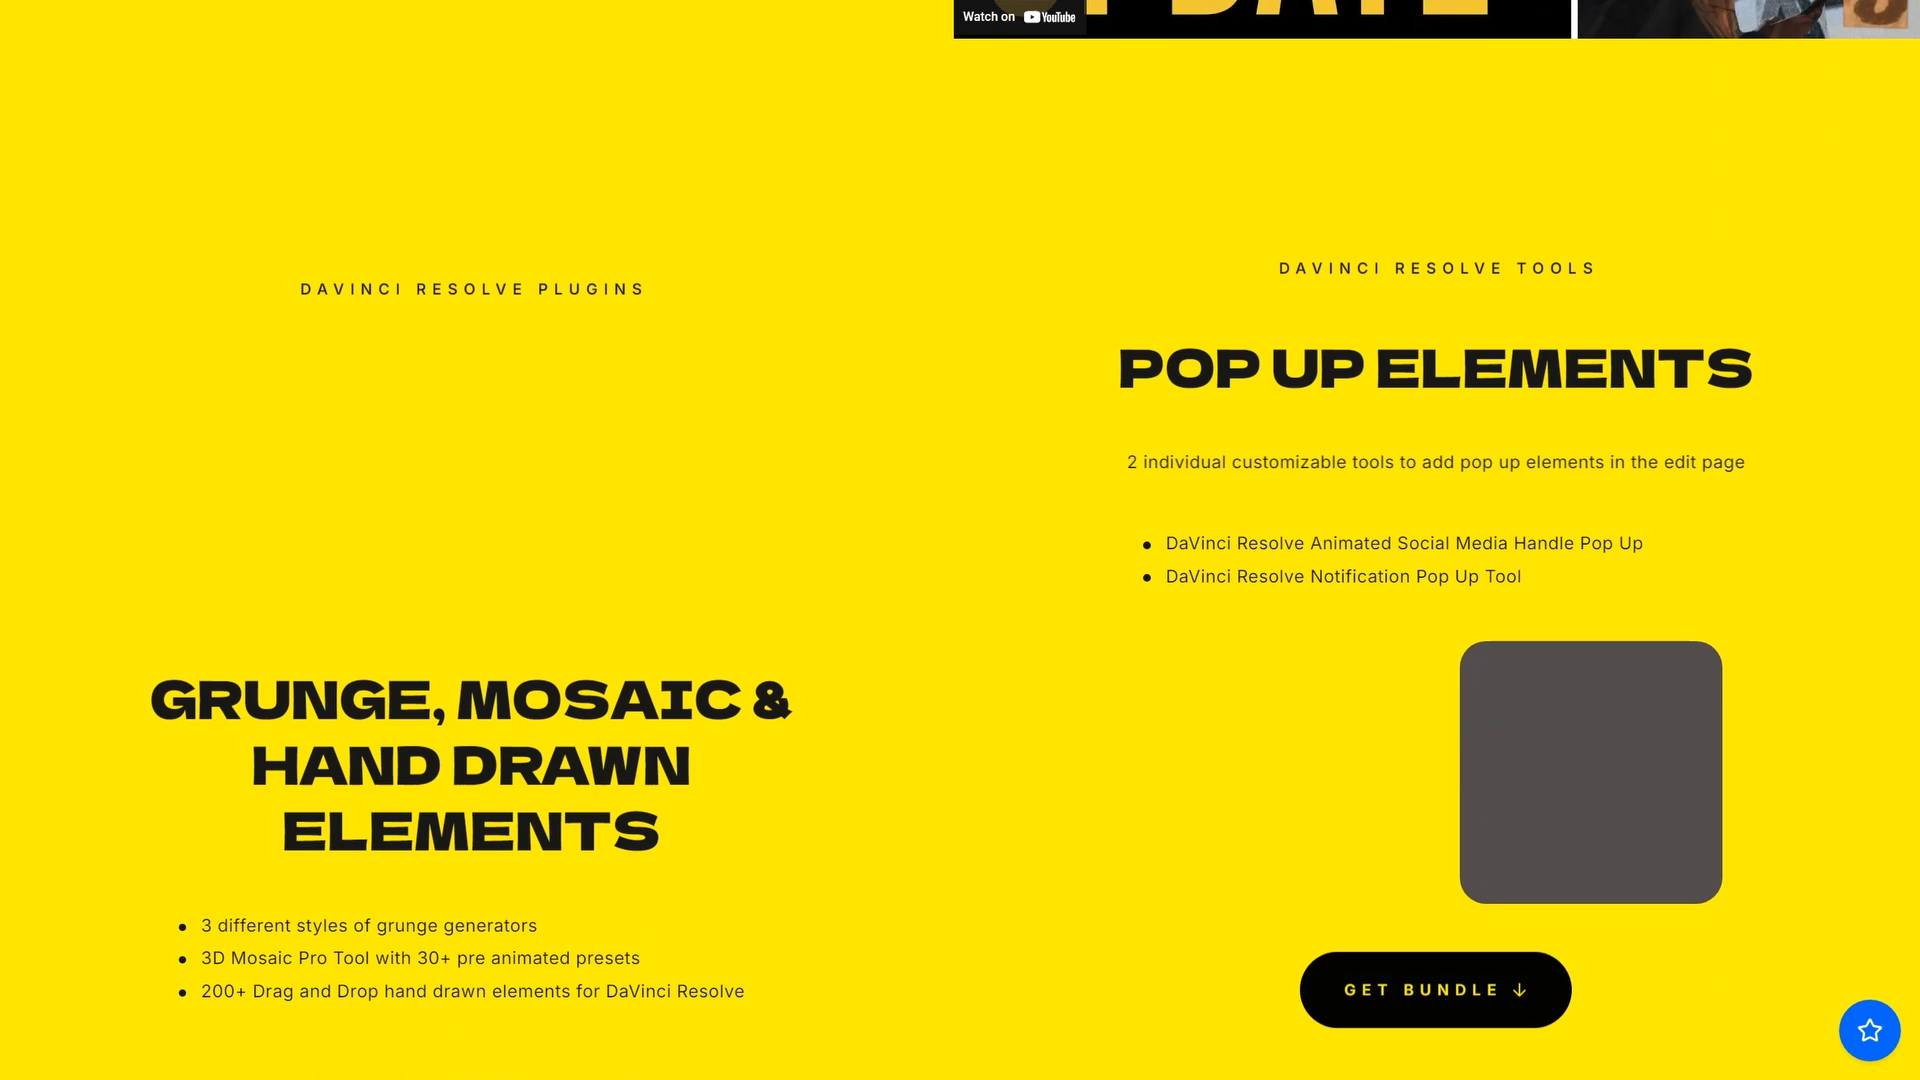 Watch on YouTube
UPDATE
DAVINCI RESOLVE PLUGINS
GRUNGE, MOSAIC &
HAND DRAWN
ELEMENTS
• 3 different styles of grunge generators
• 3D Mosaic Pro Tool with 30+ pre animated presets
• 200+ Drag and Drop hand drawn elements for DaVinci Resolve
DAVINCI RESOLVE TOOLS
POP UP ELEMENTS
2 individual customizable tools to add pop up elements in the edit page
• DaVinci Resolve Animated Social Media Handle Pop Up
• DaVinci Resolve Notification Pop Up Tool
GET BUNDLE ↓